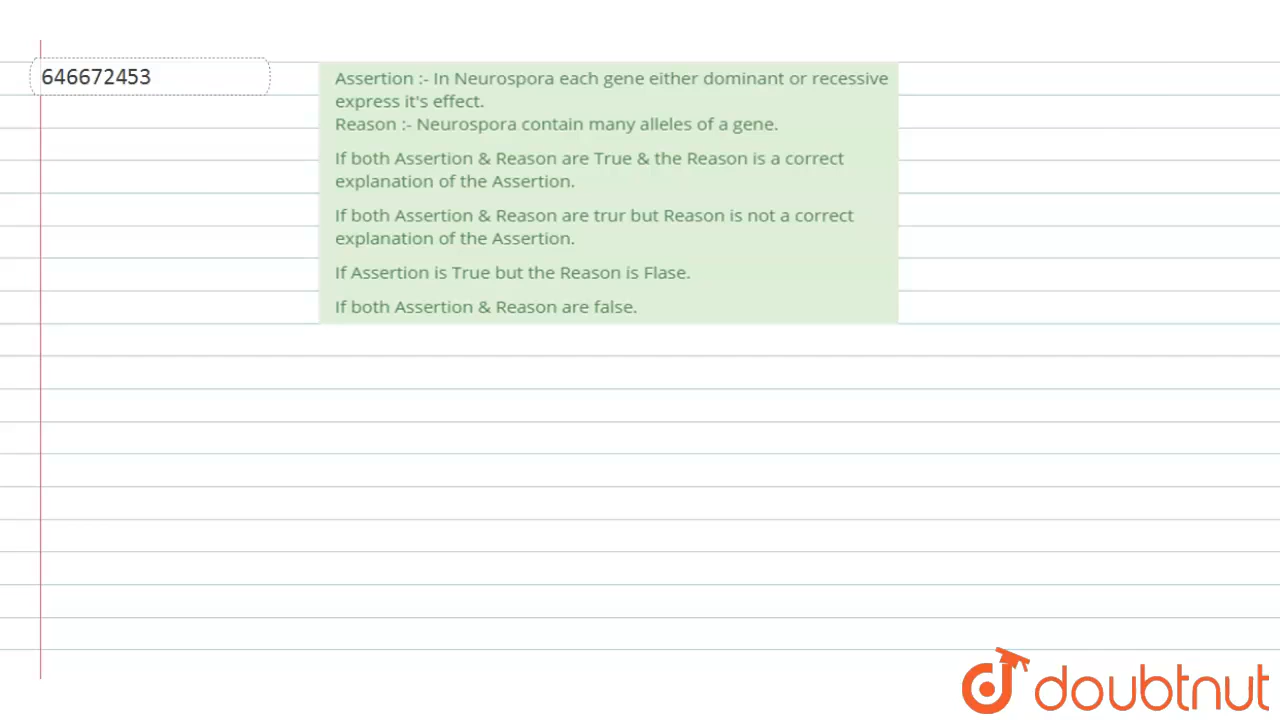 646672453
Assertion :- In Neurospora each gene either dominant or recessive
express it's effect.
Reason :- Neurospora contain many alleles of a gene.
If both Assertion & Reason are True & the Reason is a correct
explanation of the Assertion.
If both Assertion & Reason are trur but Reason is not a correct
explanation of the Assertion.
If Assertion is True but the Reason is Flase.
If both Assertion & Reason are false.
doubtnut